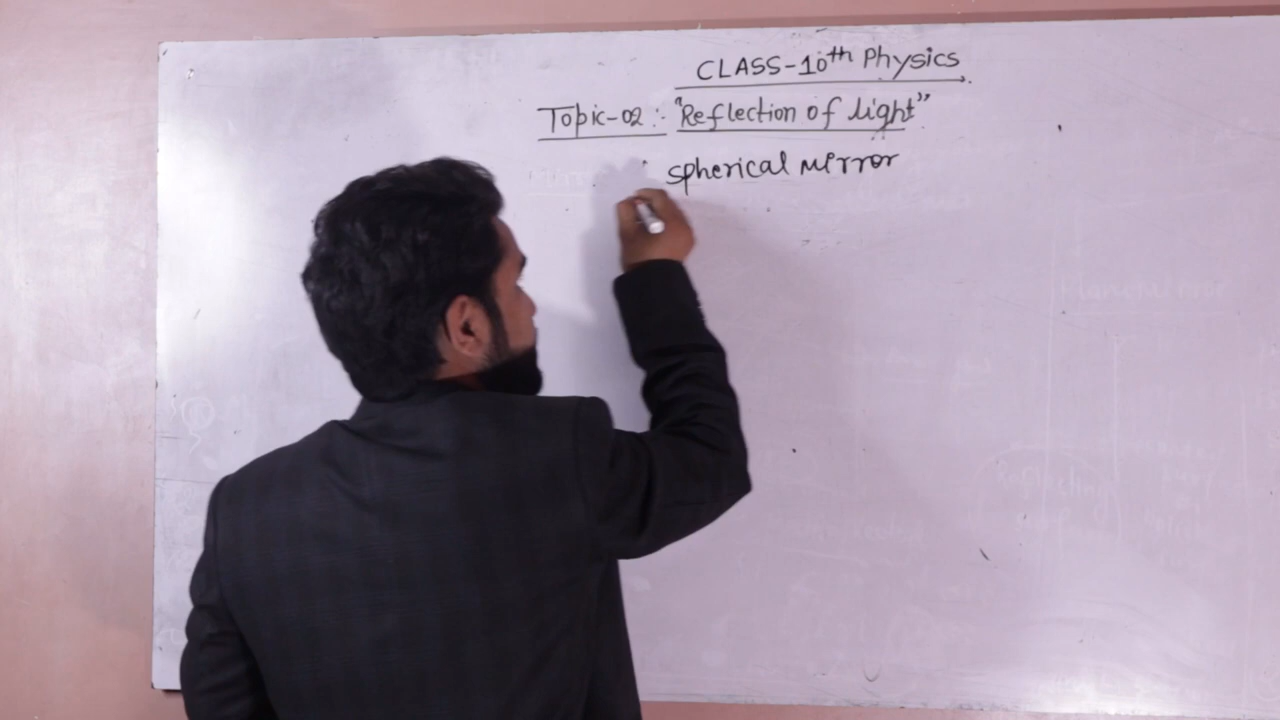 CLASS-10th Physics
Topic-02 :- "Reflection of light"
spherical mirror